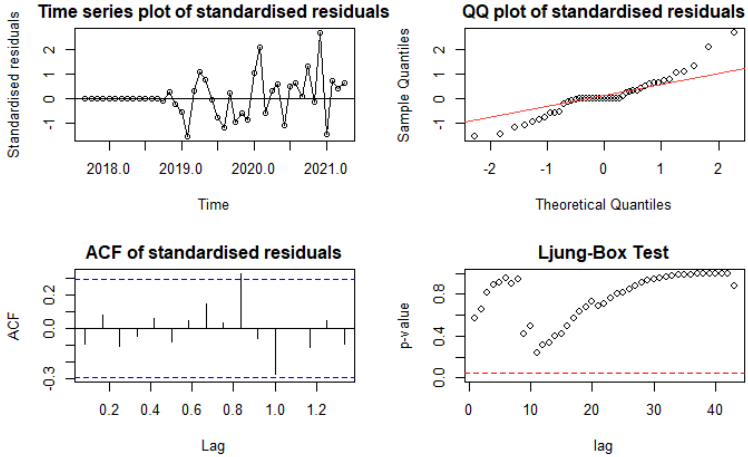 Time series plot of standardised residuals
Standardised residuals
2
1
0
-1
2018.0 2019.0 2020.0 2021.0
Time
QQ plot of standardised residuals
Sample Quantiles
2
1
0
-1
-2 -1 0 1 2
Theoretical Quantiles
ACF of standardised residuals
ACF
0.2
0.0
-0.3
0.2 0.4 0.6 0.8 1.0 1.2
Lag
Ljung-Box Test
p-value
0.8
0.4
0.0
0 10 20 30 40
lag